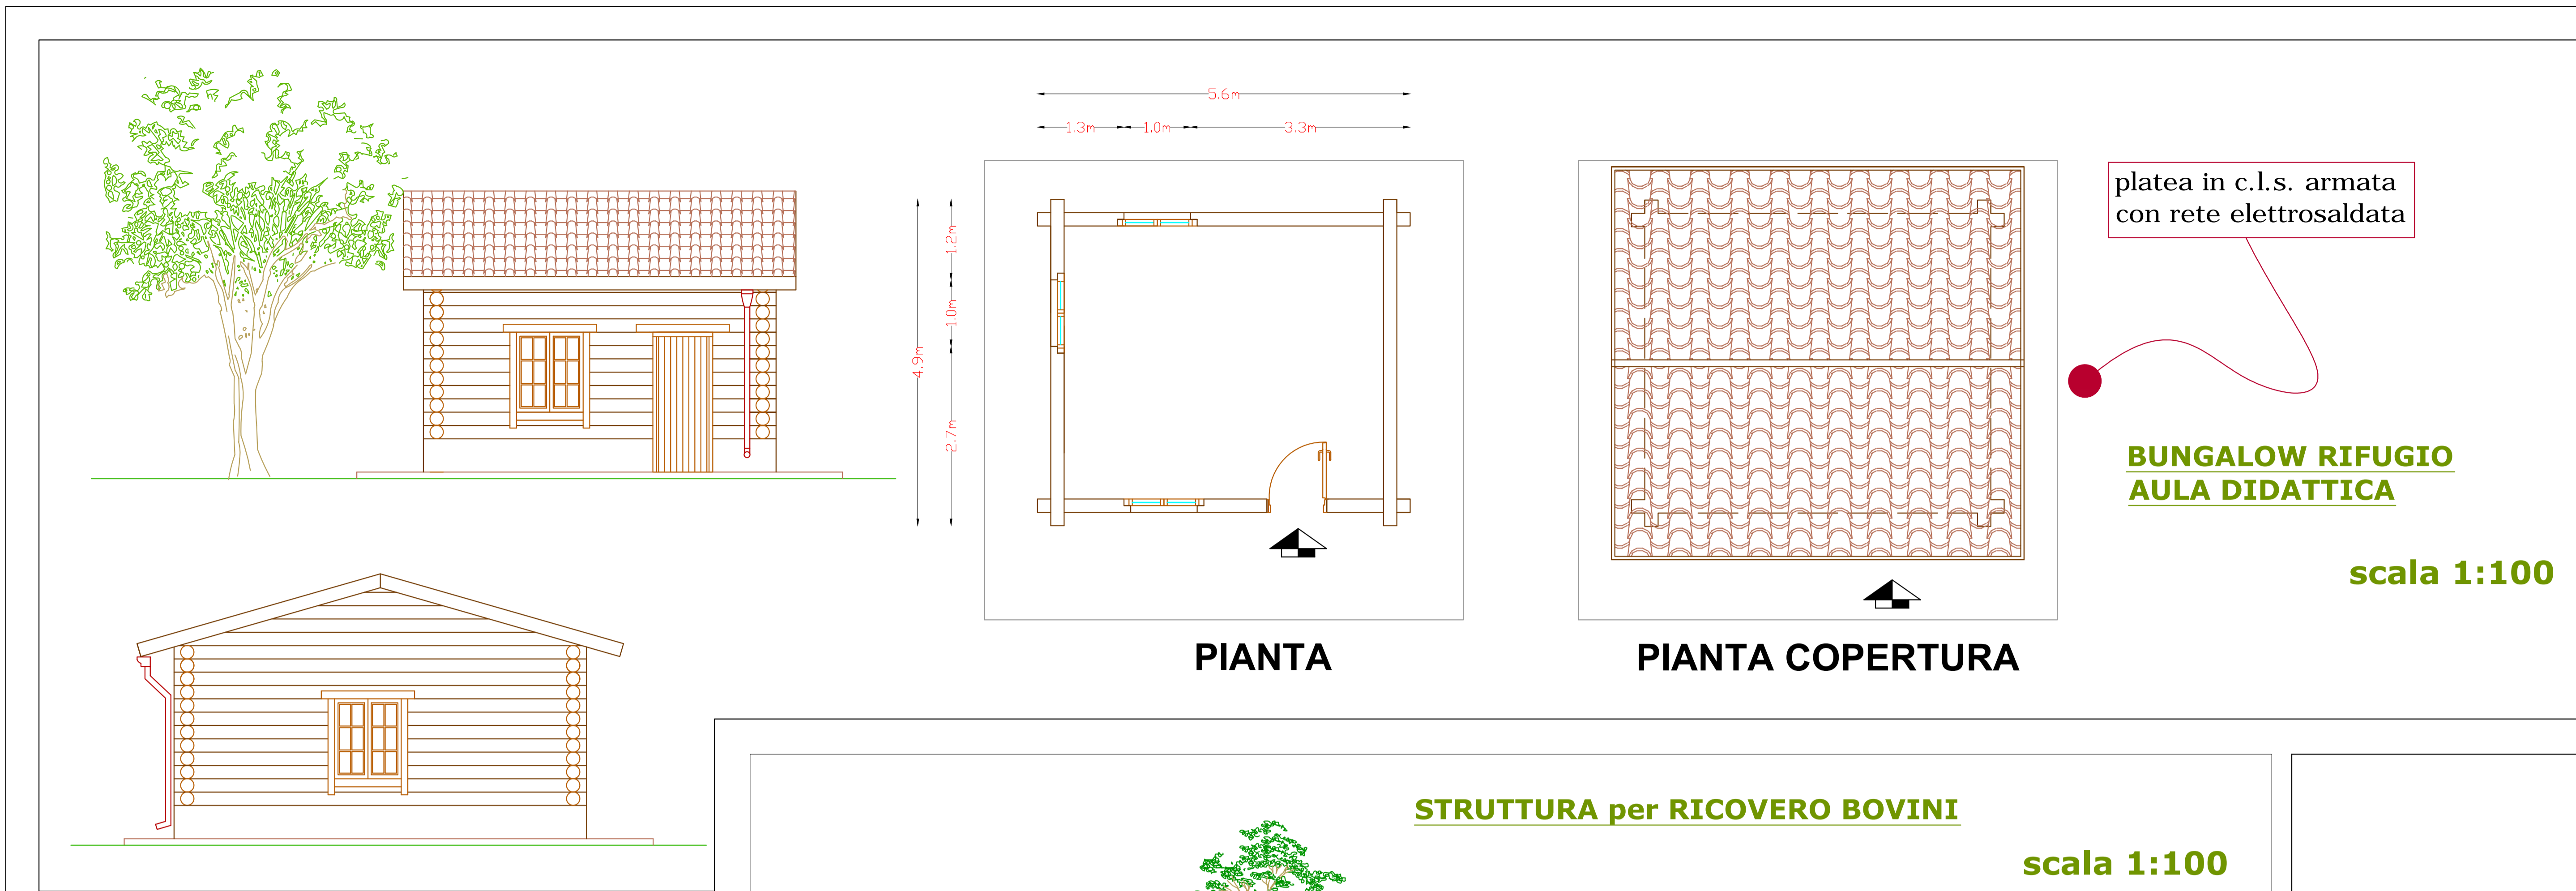 5.6m
1.3m 1.0m 3.3m
1.2m
1.0m
4.9m
2.7m
platea in c.l.s. armata
con rete elettrosaldata
BUNGALOW RIFUGIO
AULA DIDATTICA
scala 1:100
PIANTA
PIANTA COPERTURA
STRUTTURA per RICOVERO BOVINI
scala 1:100